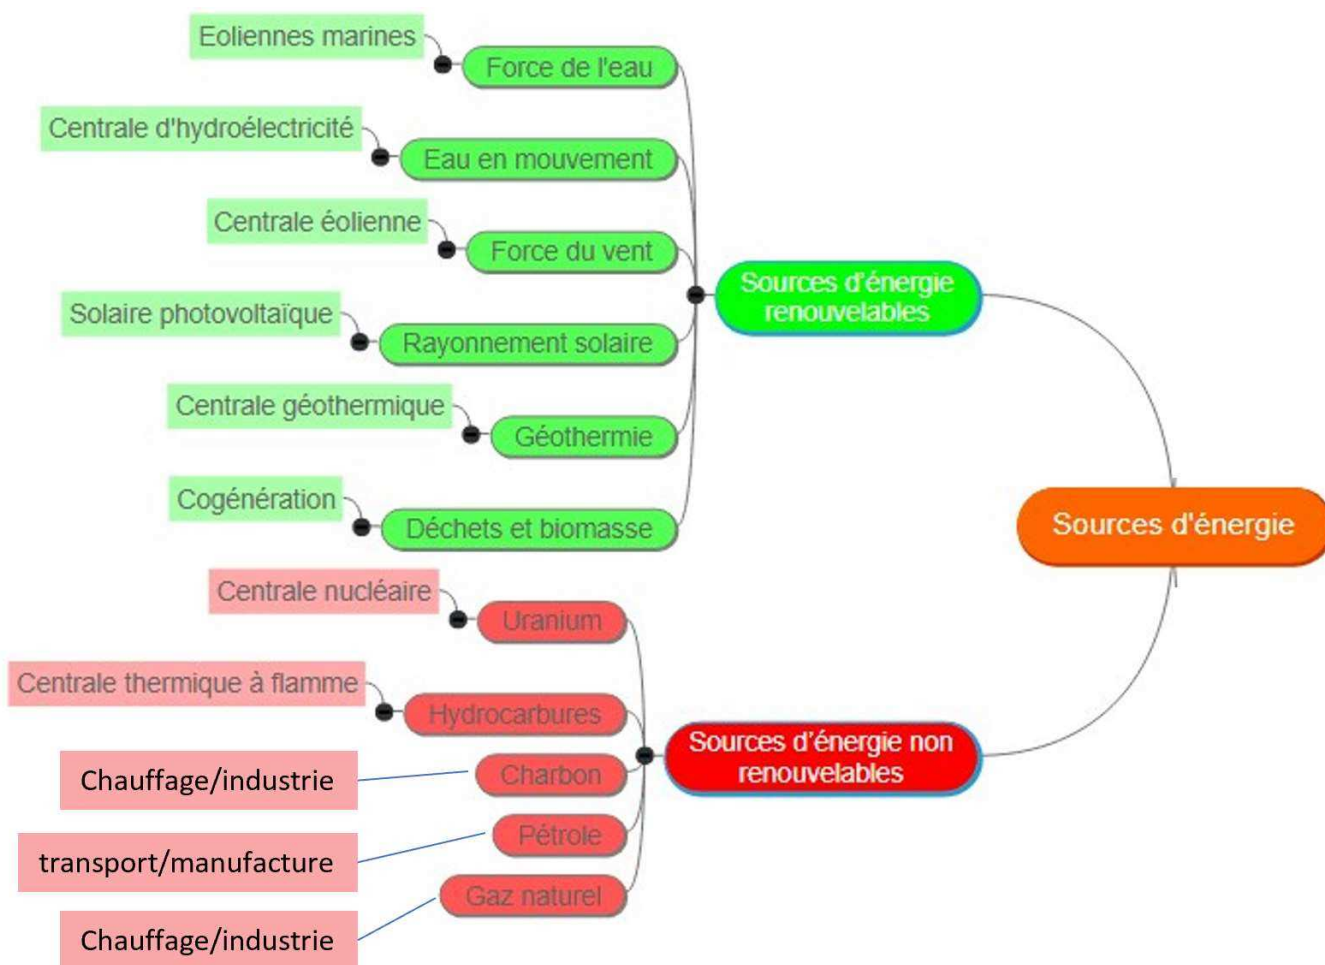 Eoliennes marines
Force de l'eau
Centrale d'hydroélectricité
Eau en mouvement
Centrale éolienne
Force du vent
Sources d'énergie
renouvelables
Solaire photovoltaïque
Rayonnement solaire
Centrale géothermique
Géothermie
Cogénération
Déchets et biomasse
Sources d'énergie
Centrale nucléaire
Uranium
Centrale thermique à flamme
Hydrocarbures
Sources d'énergie non
renouvelables
Chauffage/industrie
Charbon
transport/manufacture
Pétrole
Gaz naturel
Chauffage/industrie